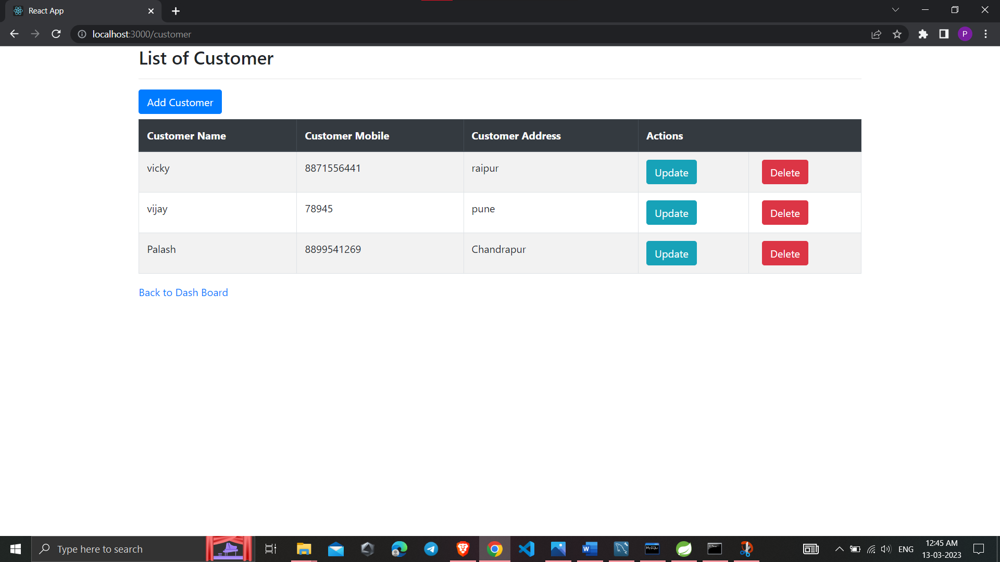 React App
localhost:3000/customer
P
List of Customer
Add Customer
Customer Name Customer Mobile Customer Address Actions
vicky 8871556441 raipur Update Delete
vijay 78945 pune Update Delete
Palash 8899541269 Chandrapur Update Delete
Back to Dash Board
Type here to search
ENG
12:45 AM
13-03-2023